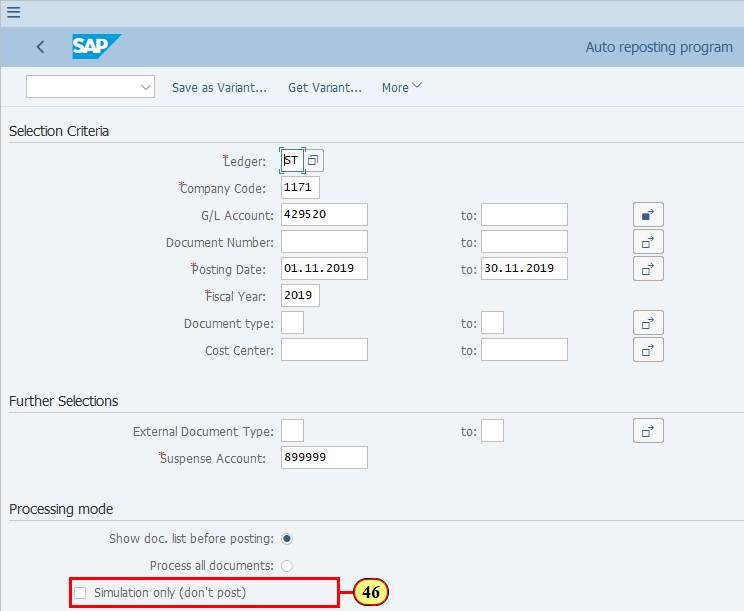 SAP Auto reposting program
Save as Variant... Get Variant... More
Selection Criteria
*Ledger: ST
*Company Code: 1171
G/L Account: 429520 to:
Document Number: to:
*Posting Date: 01.11.2019 to: 30.11.2019
*Fiscal Year: 2019
Document type: to:
Cost Center: to:
Further Selections
External Document Type: to:
*Suspense Account: 899999
Processing mode
Show doc. list before posting:
Process all documents:
Simulation only (don't post) 46